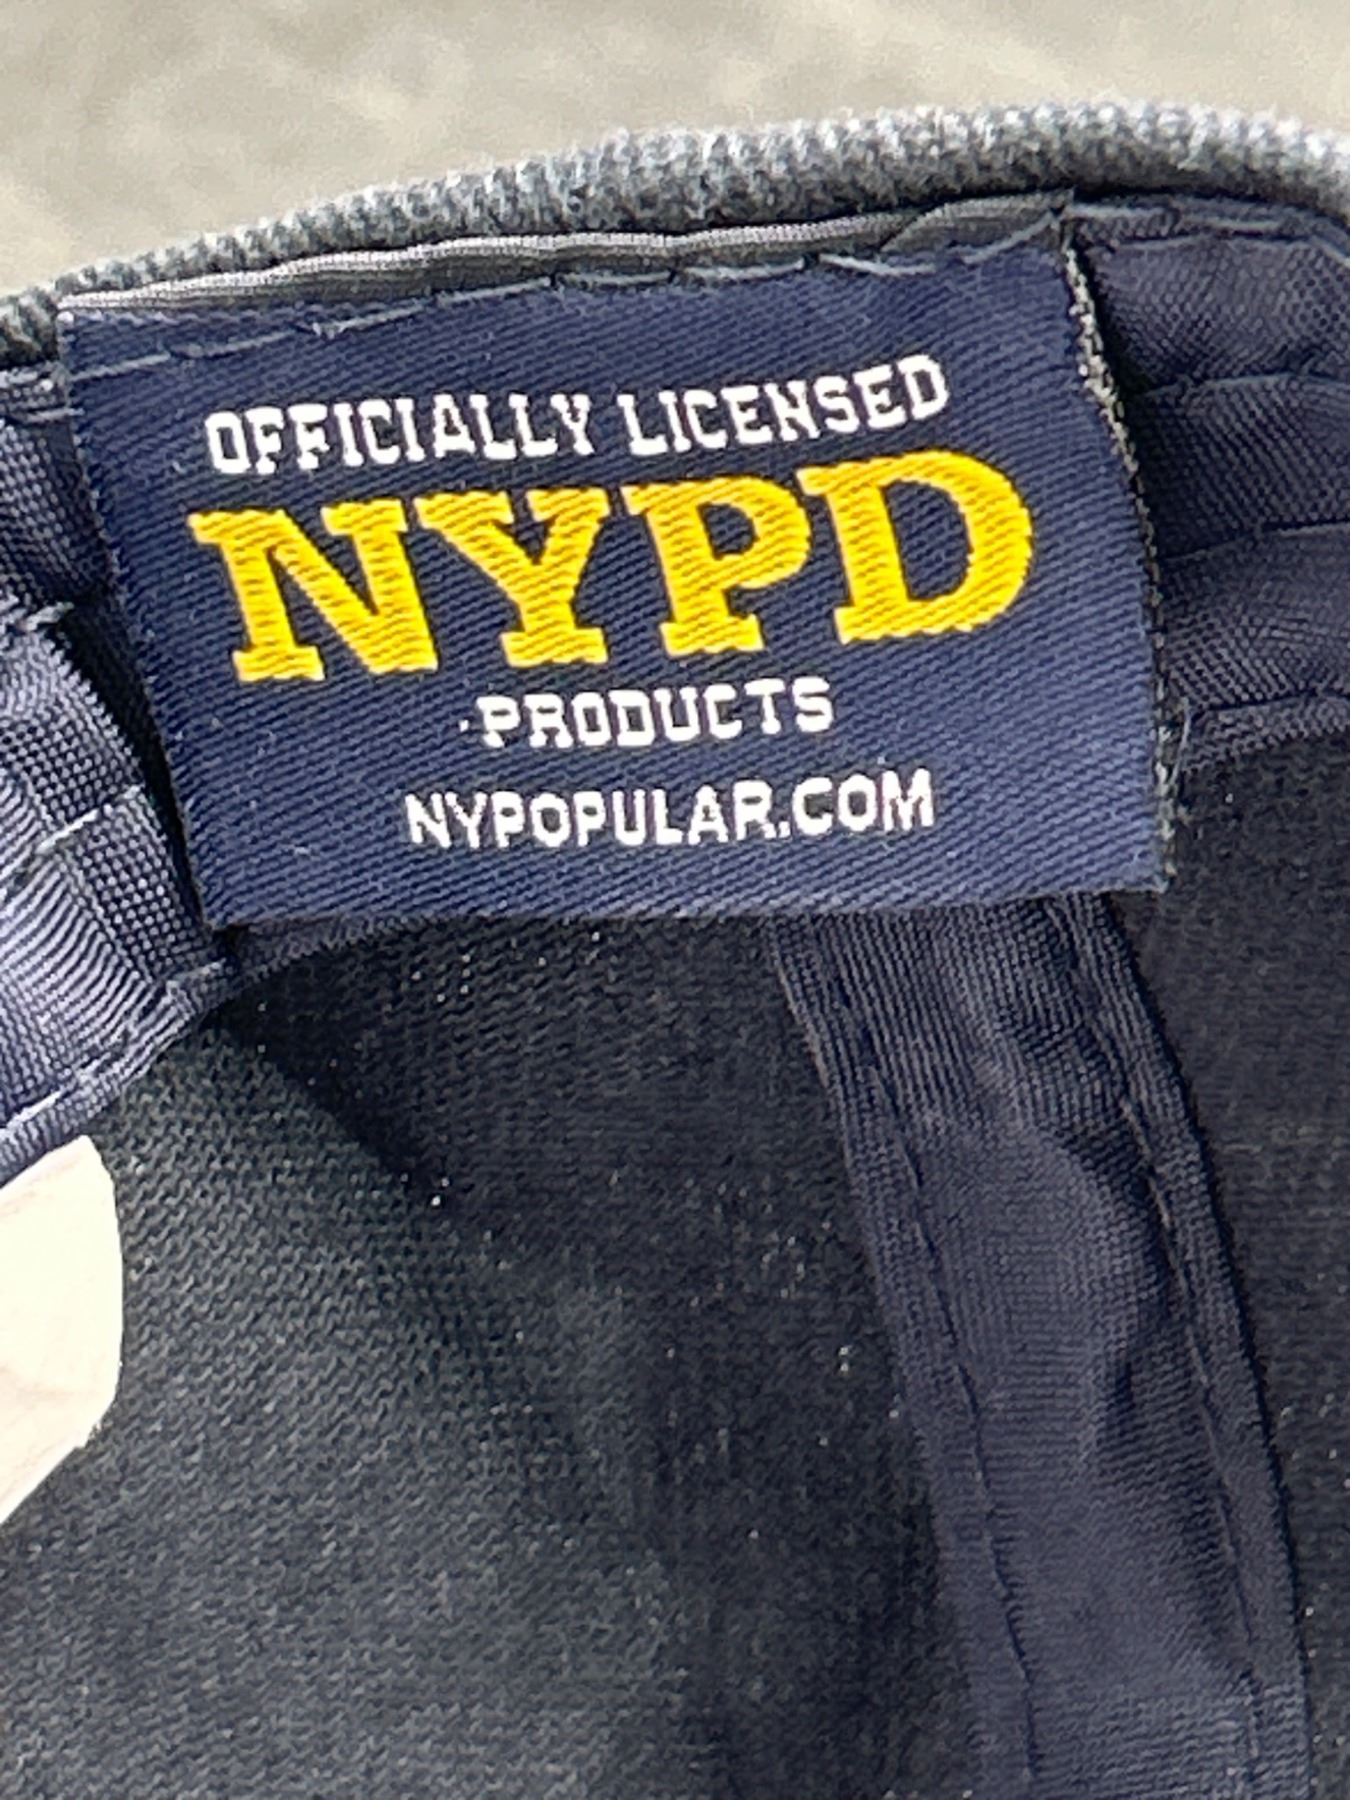 OFFICIALLY LICENSED
NYPD
PRODUCTS
NYPOPULAR.COM